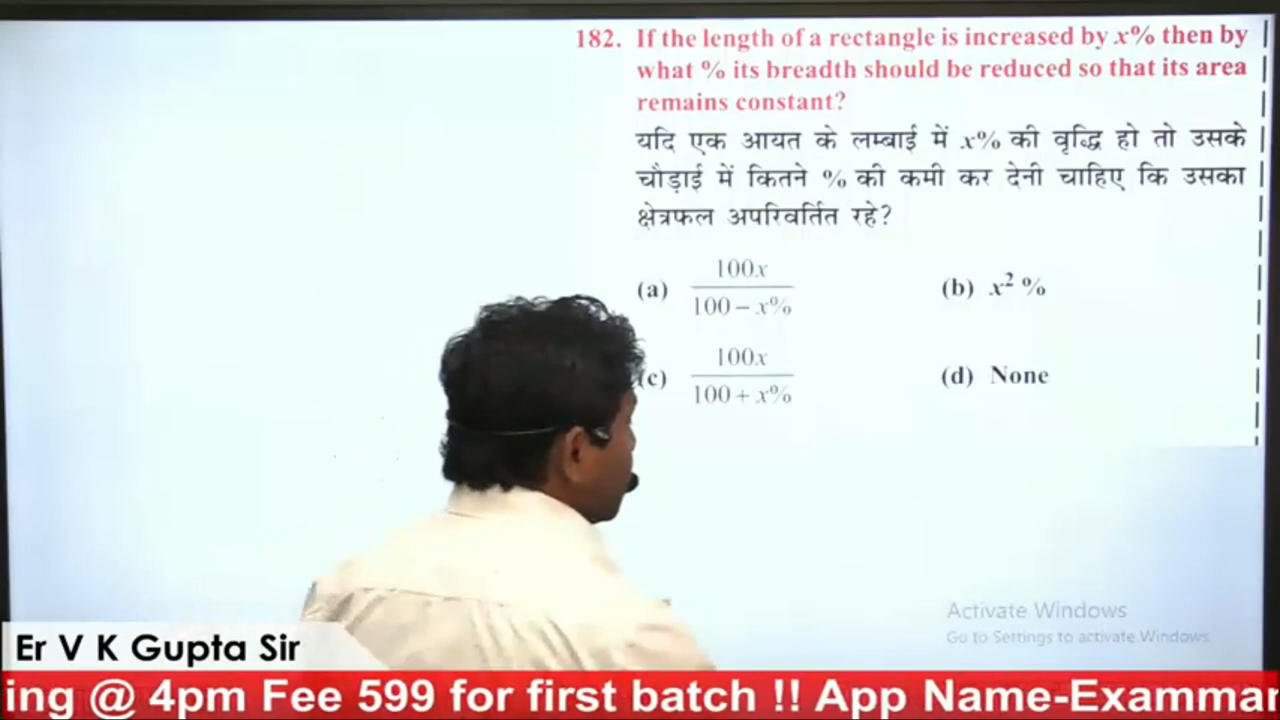 182. If the length of a rectangle is increased by x% then by
what % its breadth should be reduced so that its area
remains constant?
यदि एक आयत के लम्बाई में x% की वृद्धि हो तो उसके
चौड़ाई में कितने % की कमी कर देनी चाहिए कि उसका
क्षेत्रफल अपरिवर्तित रहे?
(a) 100x / 100 – x%
(b) x² %
(c) 100x / 100 + x%
(d) None
Activate Windows
Go to Settings to activate Windows.
Er V K Gupta Sir
ing @ 4pm Fee 599 for first batch !! App Name-Exammar